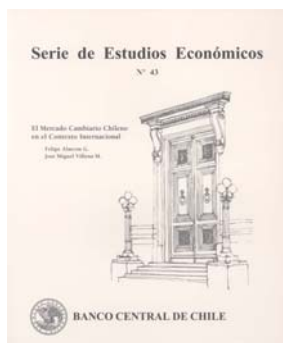 Serie de Estudios Económicos
N° 43
El Mercado Cambiario Chileno
en el Contexto Internacional
Felipe Alarcón G.
José Miguel Villena M.
BANCO CENTRAL DE CHILE